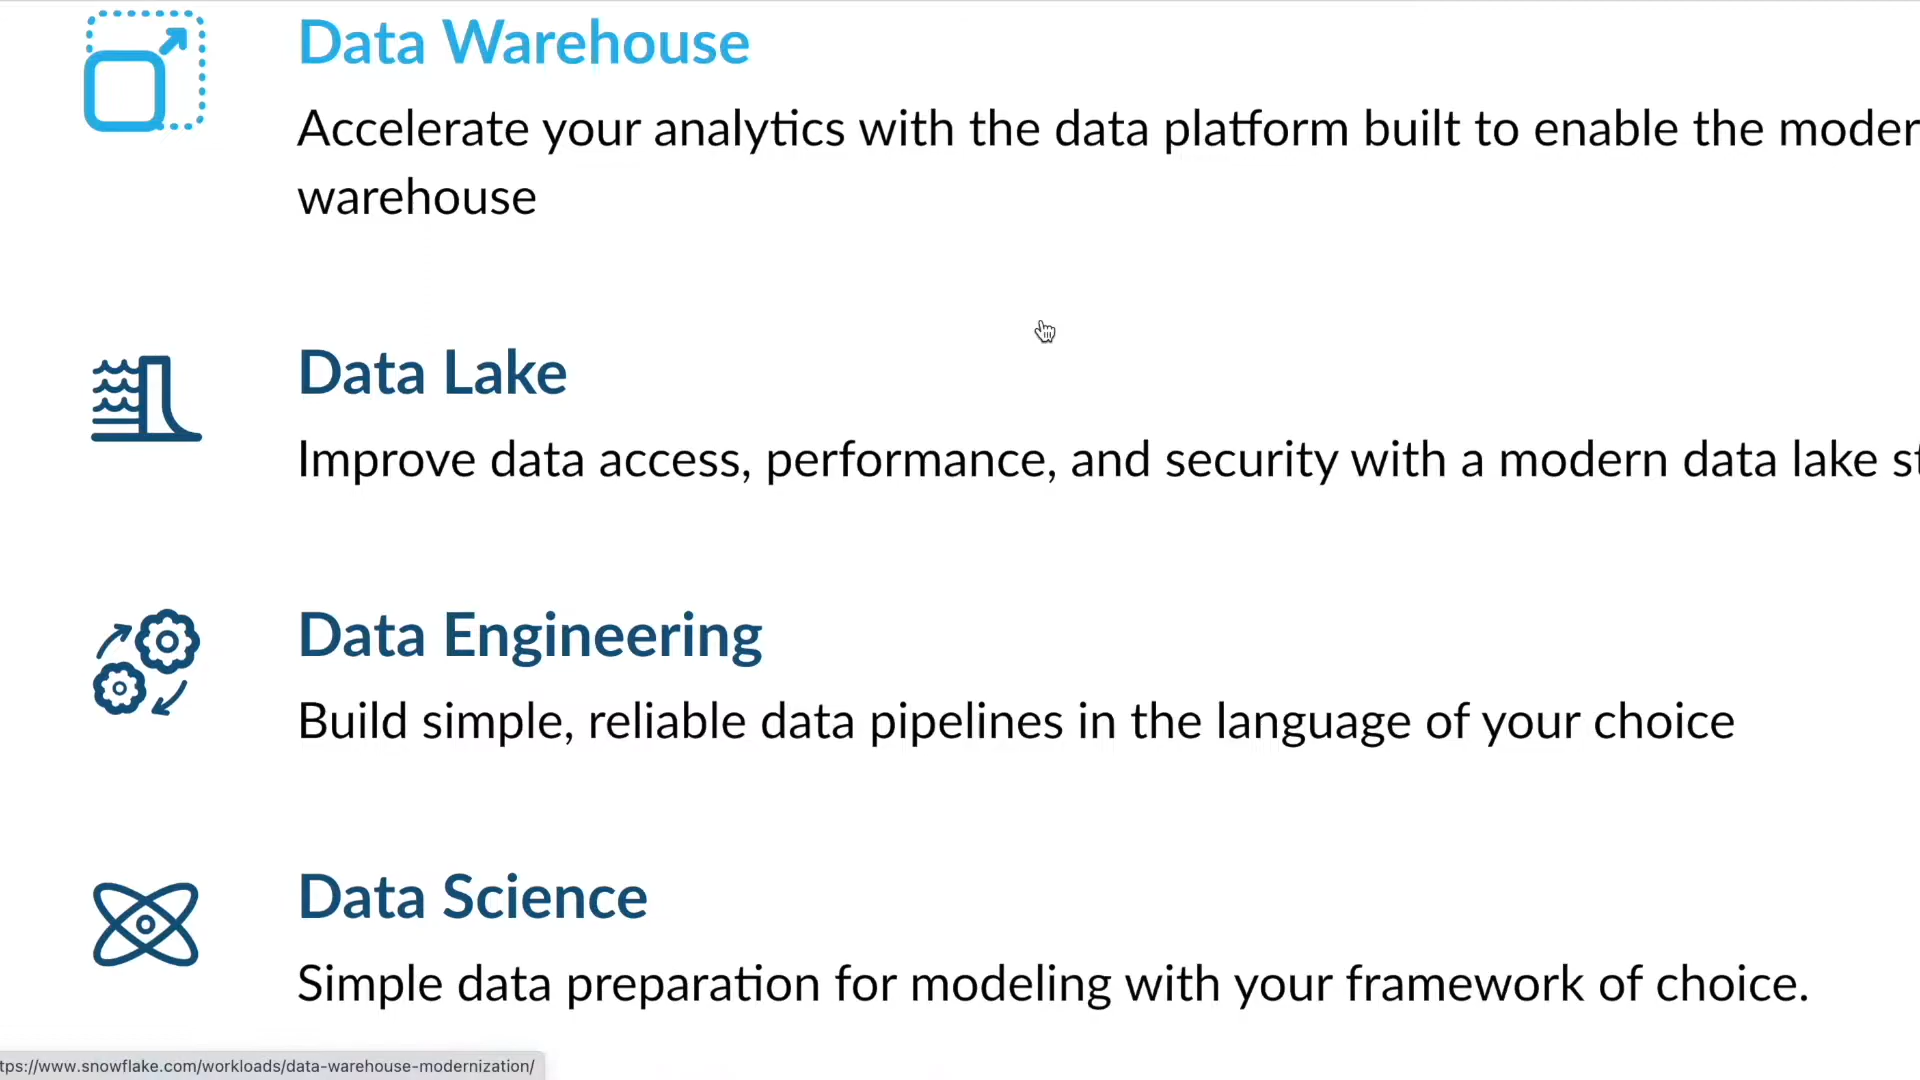 Data Warehouse
Accelerate your analytics with the data platform built to enable the
warehouse
Data Lake
Improve data access, performance, and security with a modern data lake
Data Engineering
Build simple, reliable data pipelines in the language of your choice
Data Science
Simple data preparation for modeling with your framework of choice.
tps://www.snowflake.com/workloads/data-warehouse-modernization/